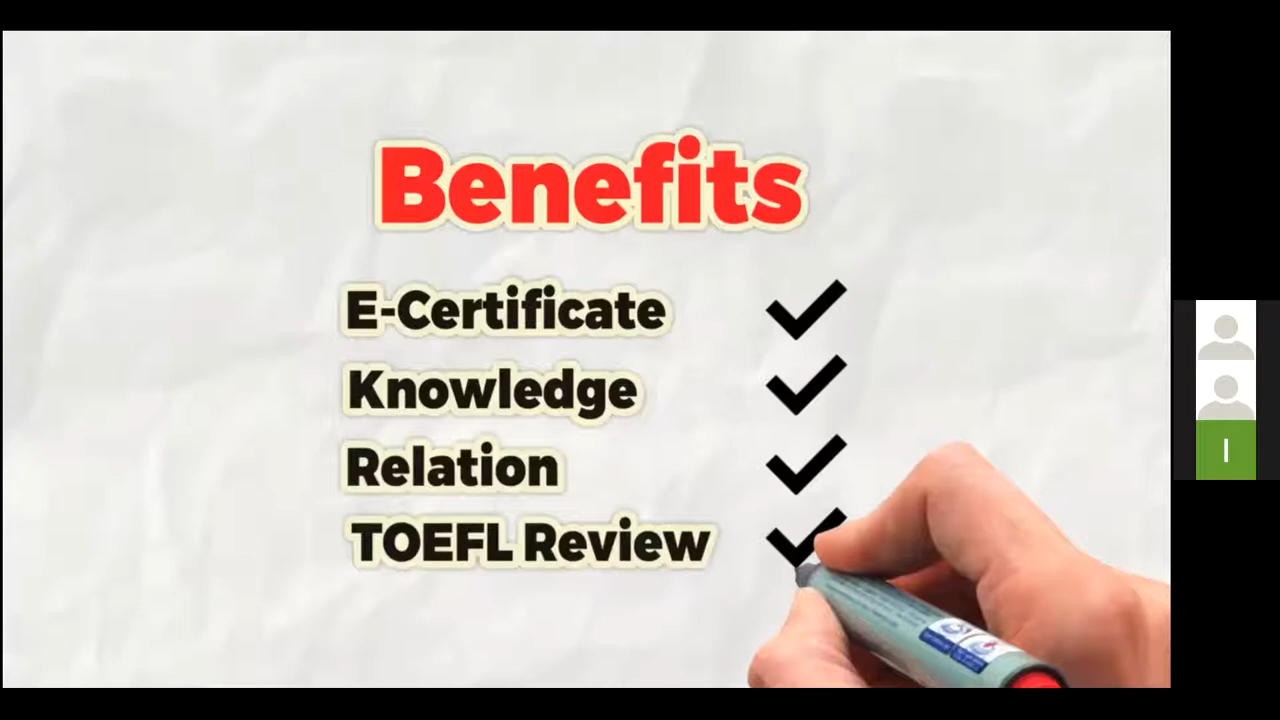 Benefits
E-Certificate
Knowledge
Relation
TOEFL Review
I